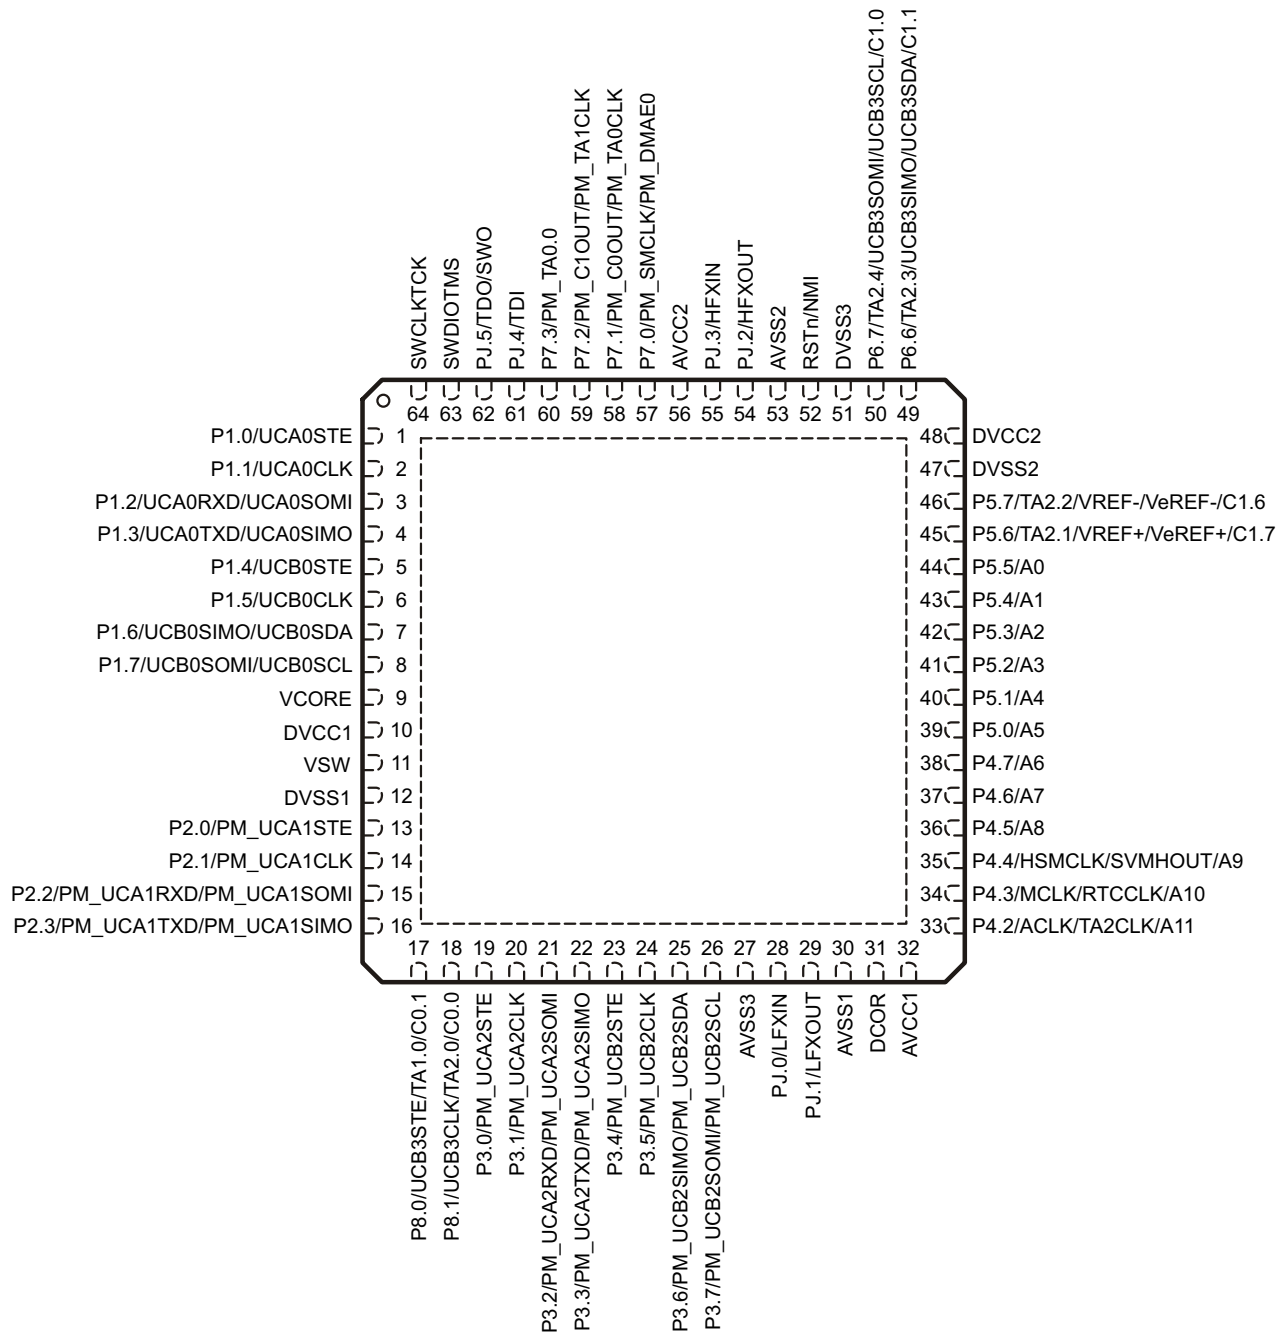 SWCLKTCK
SWDIOTMS
PJ.5/TDO/SWO
PJ.4/TDI
P7.3/PM_TA0.0
P7.2/PM_C1OUT/PM_TA1CLK
P7.1/PM_C0OUT/PM_TA0CLK
P7.0/PM_SMCLK/PM_DMAE0
AVCC2
PJ.3/HFXIN
PJ.2/HFXOUT
AVSS2
RSTn/NMI
DVSS3
P6.7/TA2.4/UCB3SOMI/UCB3SCL/C1.0
P6.6/TA2.3/UCB3SIMO/UCB3SDA/C1.1
64 63 62 61 60 59 58 57 56 55 54 53 52 51 50 49
P1.0/UCA0STE 1
P1.1/UCA0CLK 2
P1.2/UCA0RXD/UCA0SOMI 3
P1.3/UCA0TXD/UCA0SIMO 4
P1.4/UCB0STE 5
P1.5/UCB0CLK 6
P1.6/UCB0SIMO/UCB0SDA 7
P1.7/UCB0SOMI/UCB0SCL 8
VCORE 9
DVCC1 10
VSW 11
DVSS1 12
P2.0/PM_UCA1STE 13
P2.1/PM_UCA1CLK 14
P2.2/PM_UCA1RXD/PM_UCA1SOMI 15
P2.3/PM_UCA1TXD/PM_UCA1SIMO 16
48 DVCC2
47 DVSS2
46 P5.7/TA2.2/VREF-/VeREF-/C1.6
45 P5.6/TA2.1/VREF+/VeREF+/C1.7
44 P5.5/A0
43 P5.4/A1
42 P5.3/A2
41 P5.2/A3
40 P5.1/A4
39 P5.0/A5
38 P4.7/A6
37 P4.6/A7
36 P4.5/A8
35 P4.4/HSMCLK/SVMHOUT/A9
34 P4.3/MCLK/RTCCLK/A10
33 P4.2/ACLK/TA2CLK/A11
17 18 19 20 21 22 23 24 25 26 27 28 29 30 31 32
P8.0/UCB3STE/TA1.0/C0.1
P8.1/UCB3CLK/TA2.0/C0.0
P3.0/PM_UCA2STE
P3.1/PM_UCA2CLK
P3.2/PM_UCA2RXD/PM_UCA2SOMI
P3.3/PM_UCA2TXD/PM_UCA2SIMO
P3.4/PM_UCB2STE
P3.5/PM_UCB2CLK
P3.6/PM_UCB2SIMO/PM_UCB2SDA
P3.7/PM_UCB2SOMI/PM_UCB2SCL
AVSS3
PJ.0/LFXIN
PJ.1/LFXOUT
AVSS1
DCOR
AVCC1